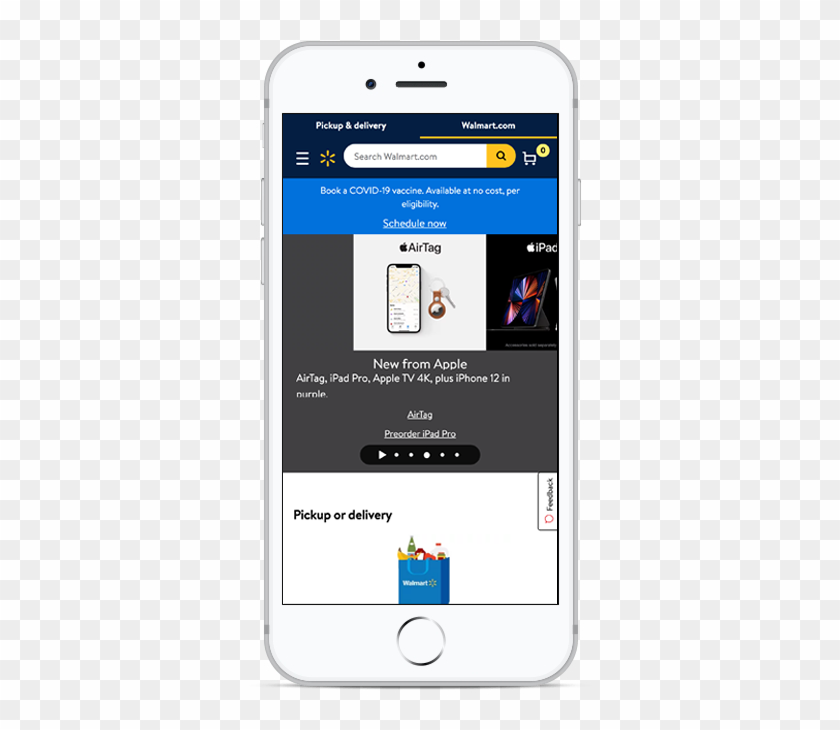 Pickup & delivery
Walmart.com
Search Walmart.com
0
Book a COVID-19 vaccine. Available at no cost, per
eligibility.
Schedule now
AirTag
iPad
New from Apple
AirTag, iPad Pro, Apple TV 4K, plus iPhone 12 in
purple.
AirTag
Preorder iPad Pro
Feedback
Pickup or delivery
Walmart